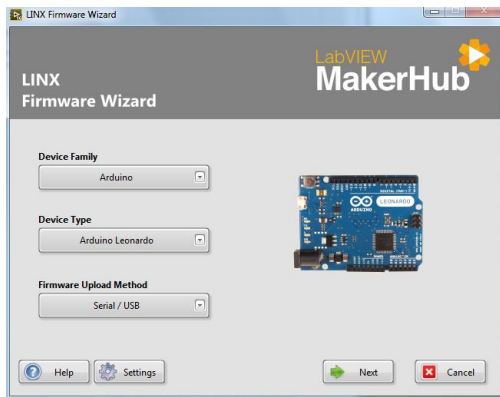 LINX Firmware Wizard
LabVIEW
MakerHub
LINX
Firmware Wizard
Device Family
Arduino
Device Type
Arduino Leonardo
Firmware Upload Method
Serial / USB
LEONARDO
ARDUINO
Help
Settings
Next
Cancel